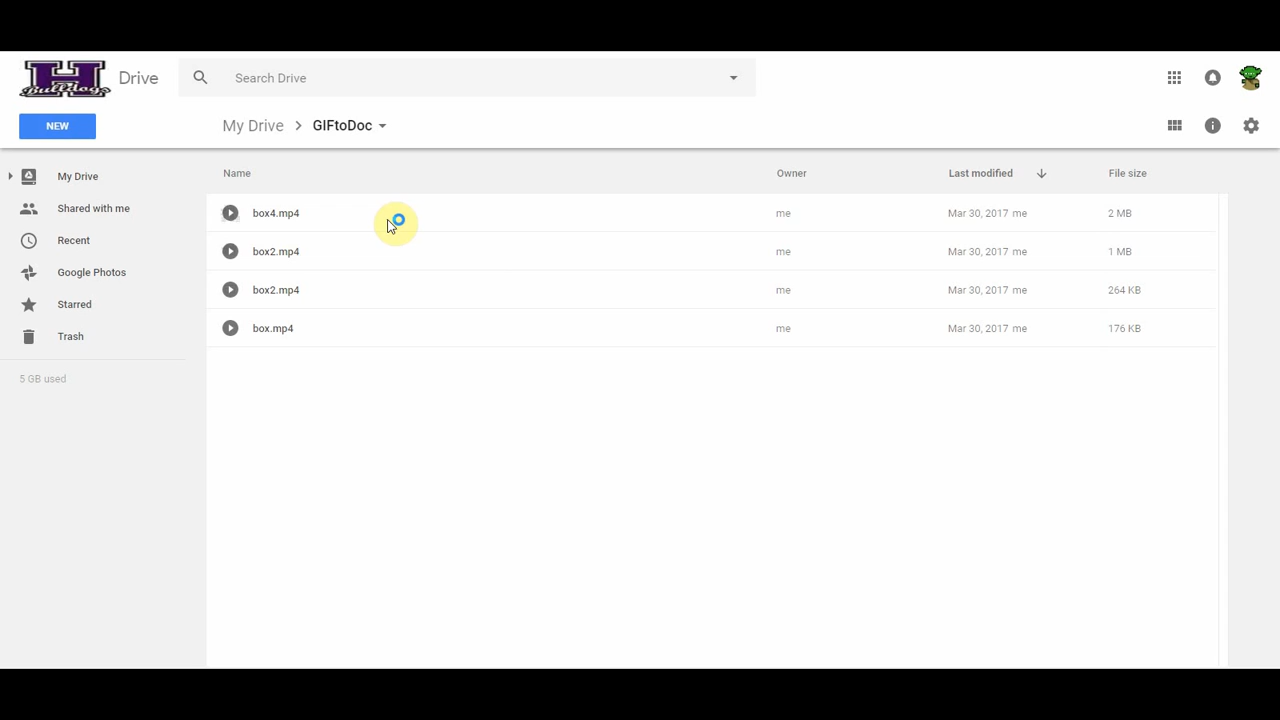 H
Bulldogs
Drive
Search Drive
NEW
My Drive > GIFtoDoc
My Drive
Shared with me
Recent
Google Photos
Starred
Trash
5 GB used
Name Owner Last modified File size
box4.mp4 me Mar 30, 2017 me 2 MB
box2.mp4 me Mar 30, 2017 me 1 MB
box2.mp4 me Mar 30, 2017 me 264 KB
box.mp4 me Mar 30, 2017 me 176 KB